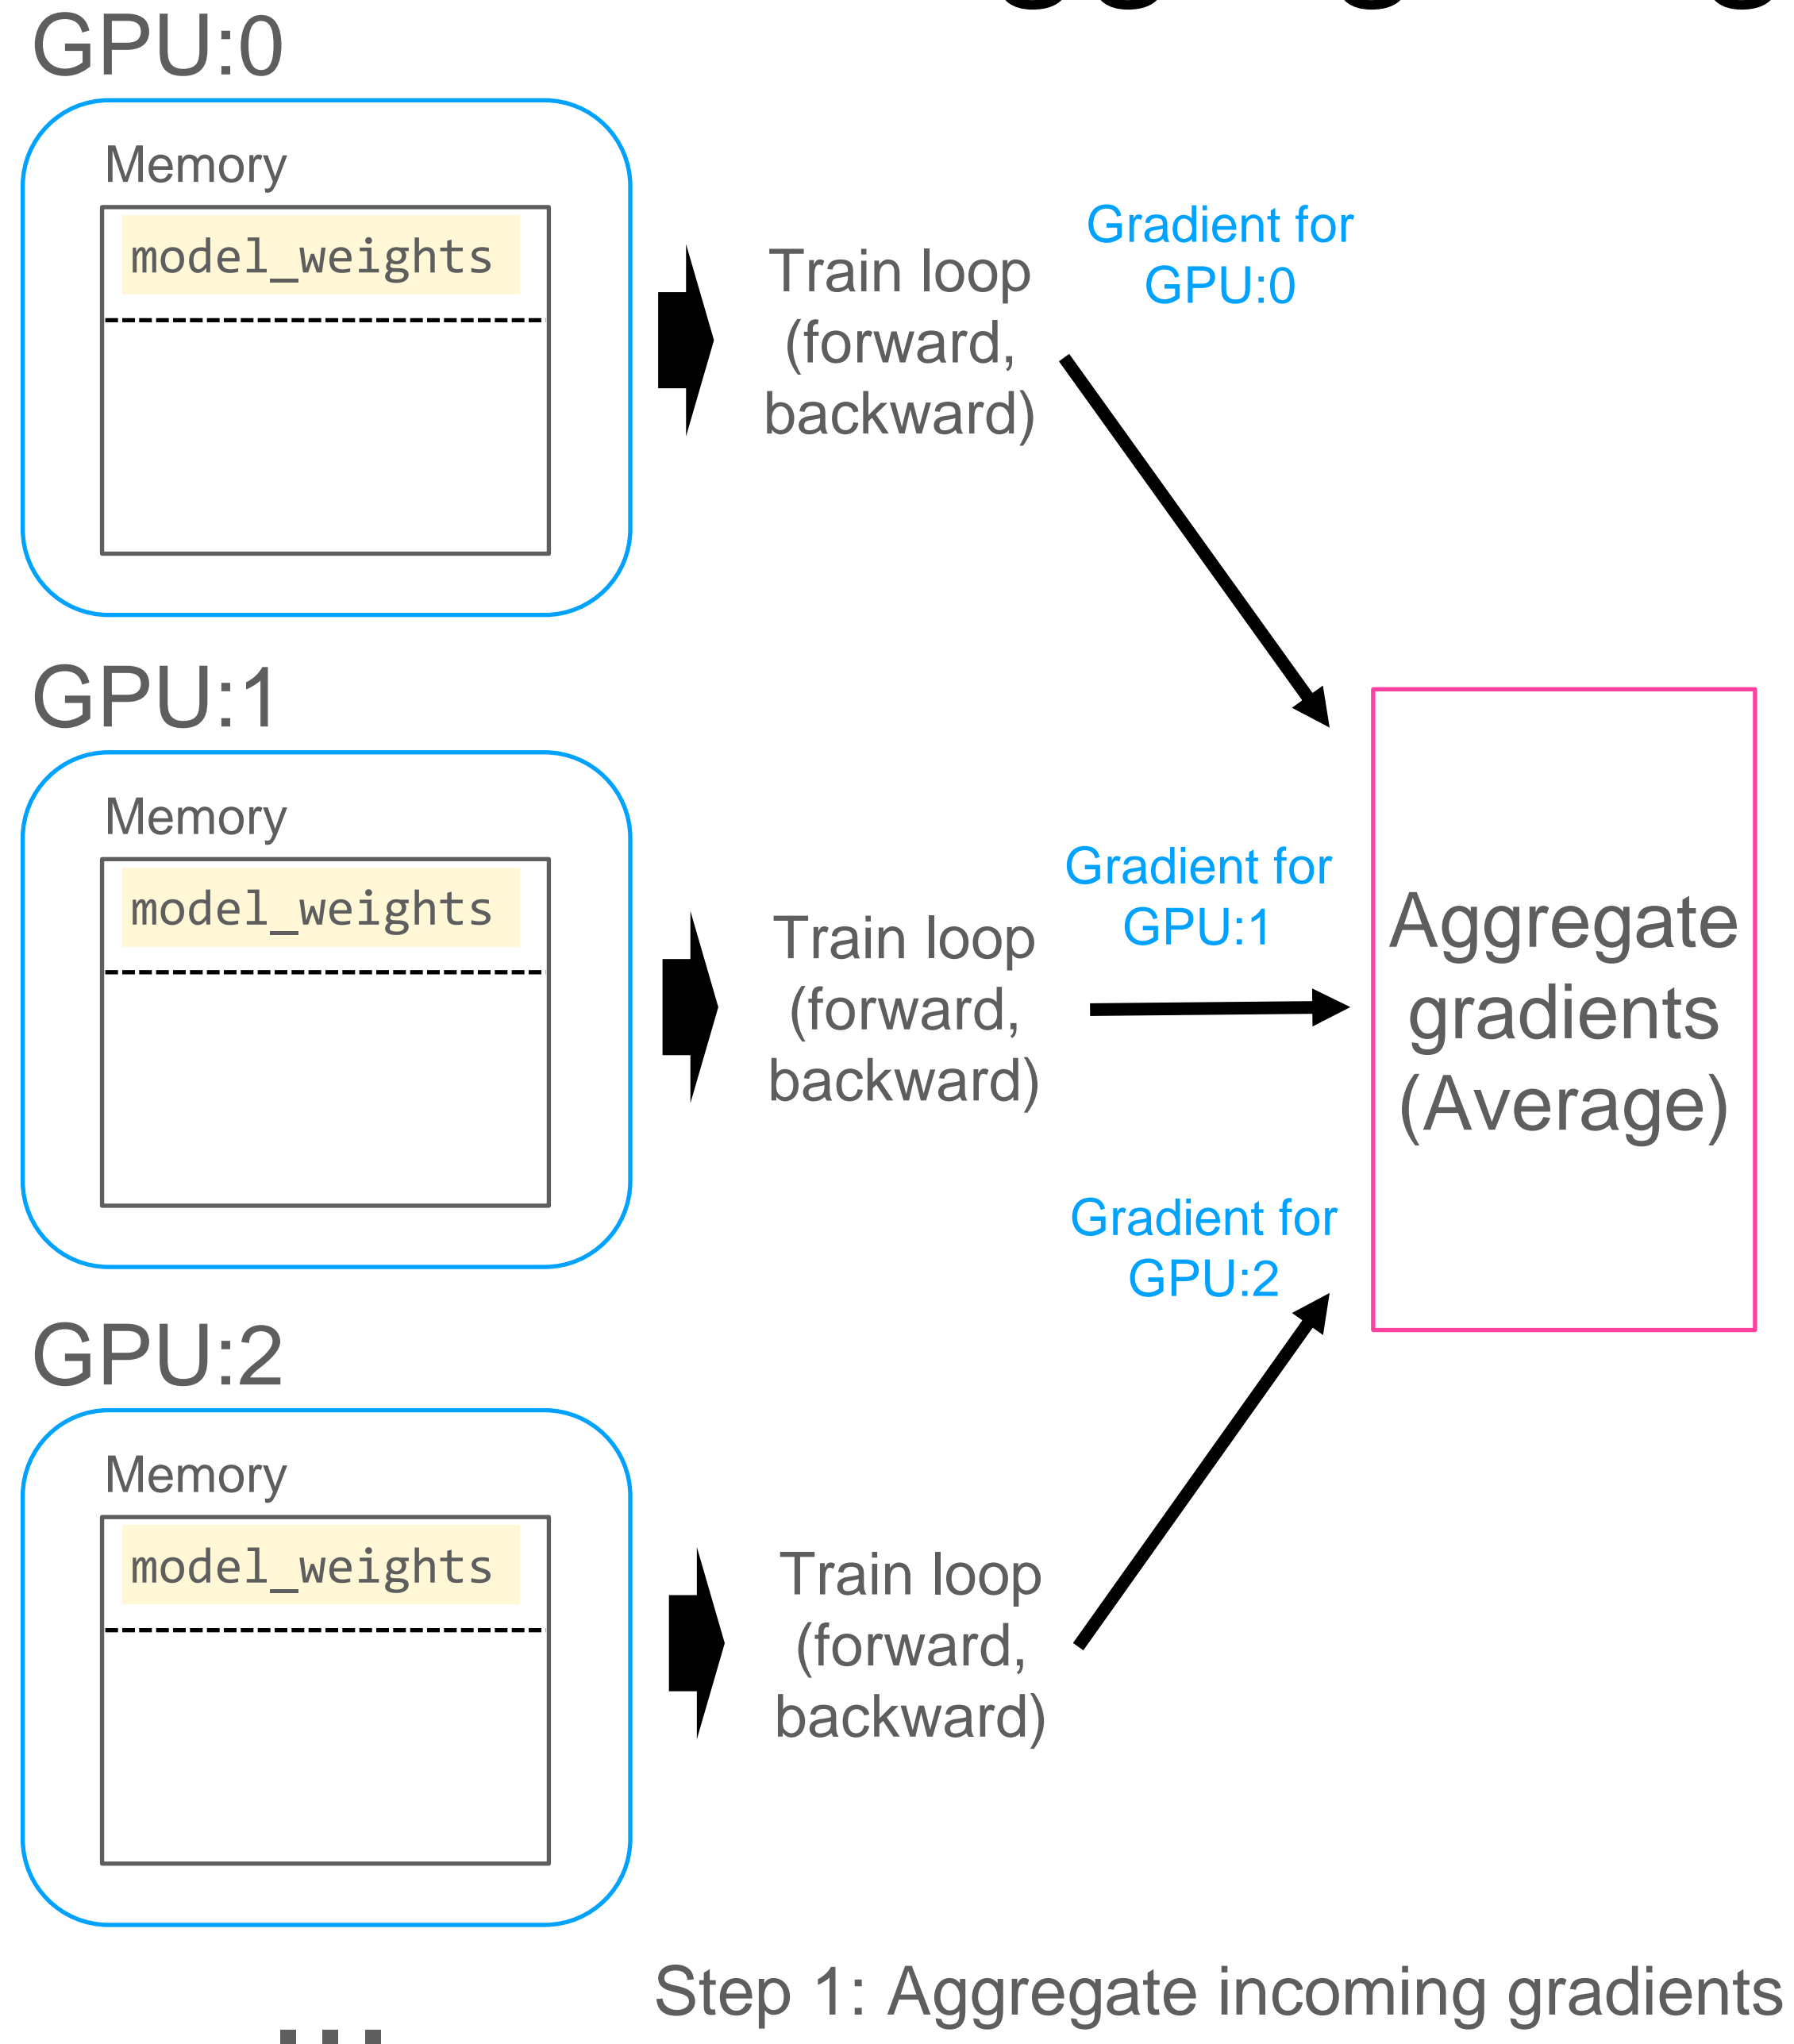 GPU:0
Memory
model_weights
Train loop
(forward,
backward)
Gradient for
GPU:0
GPU:1
Memory
model_weights
Train loop
(forward,
backward)
Gradient for
GPU:1
Aggregate
gradients
(Average)
Gradient for
GPU:2
GPU:2
Memory
model_weights
Train loop
(forward,
backward)
Step 1: Aggregate incoming gradients